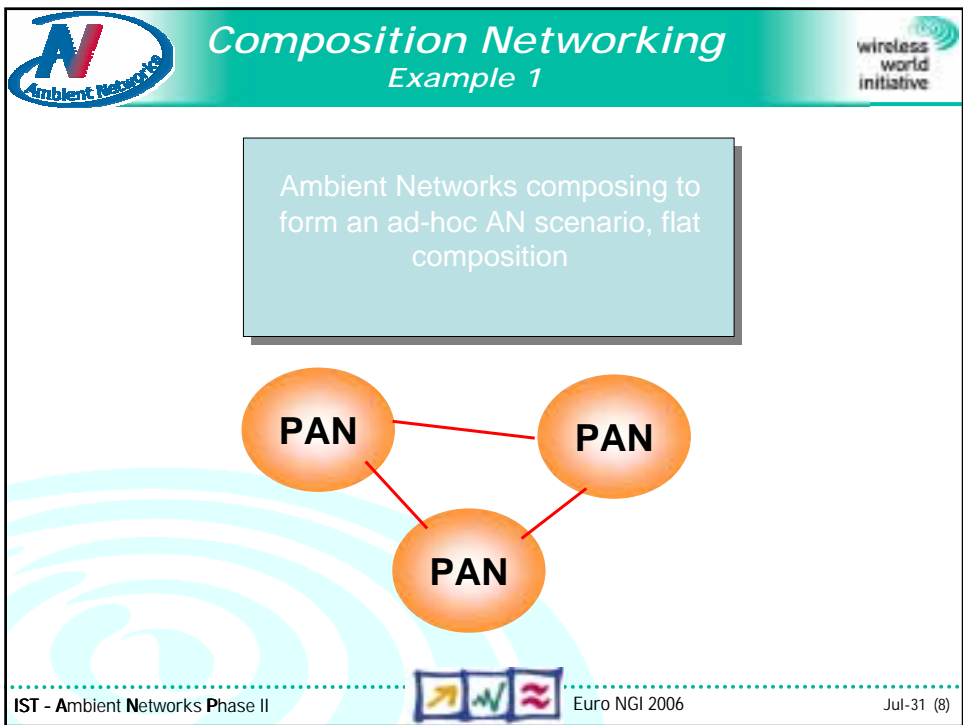 Composition Networking
Example 1
Ambient Networks
wireless
world
initiative
Ambient Networks composing to
form an ad-hoc AN scenario, flat
composition
PAN
PAN
PAN
IST - Ambient Networks Phase II
Euro NGI 2006
Jul-31 (8)